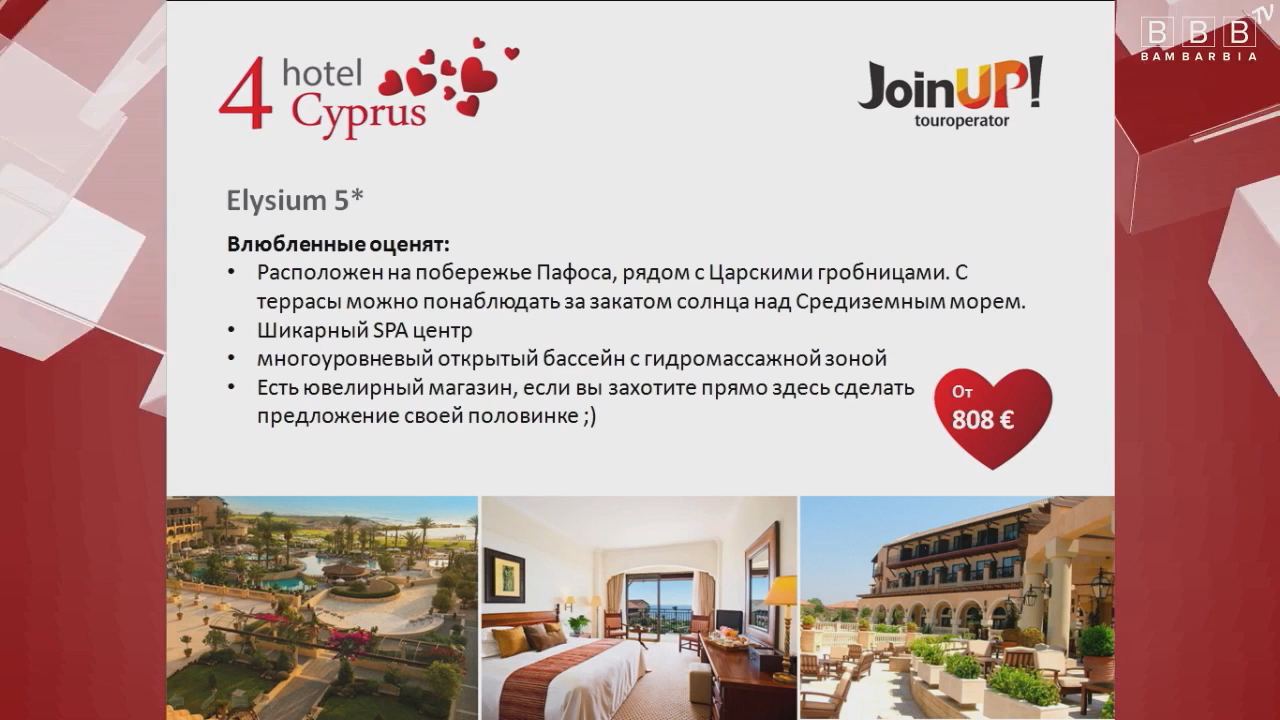 4 hotel Cyprus
JoinUP!
touroperator
BBB TV
BAMBARBIA
Elysium 5*
Влюбленные оценят:
• Расположен на побережье Пафоса, рядом с Царскими гробницами. С
террасы можно понаблюдать за закатом солнца над Средиземным морем.
• Шикарный SPA центр
• многоуровневый открытый бассейн с гидромассажной зоной
• Есть ювелирный магазин, если вы захотите прямо здесь сделать
предложение своей половинке ;)
От
808 €